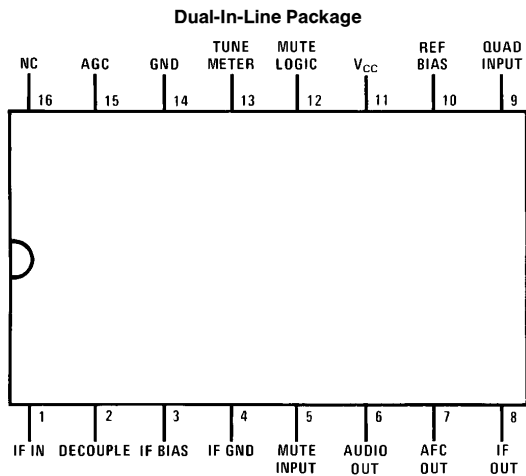 Dual-In-Line Package
NC AGC GND TUNE METER MUTE LOGIC VCC REF BIAS QUAD INPUT
16 15 14 13 12 11 10 9
1 2 3 4 5 6 7 8
IF IN DECOUPLE IF BIAS IF GND MUTE INPUT AUDIO OUT AFC OUT IF OUT